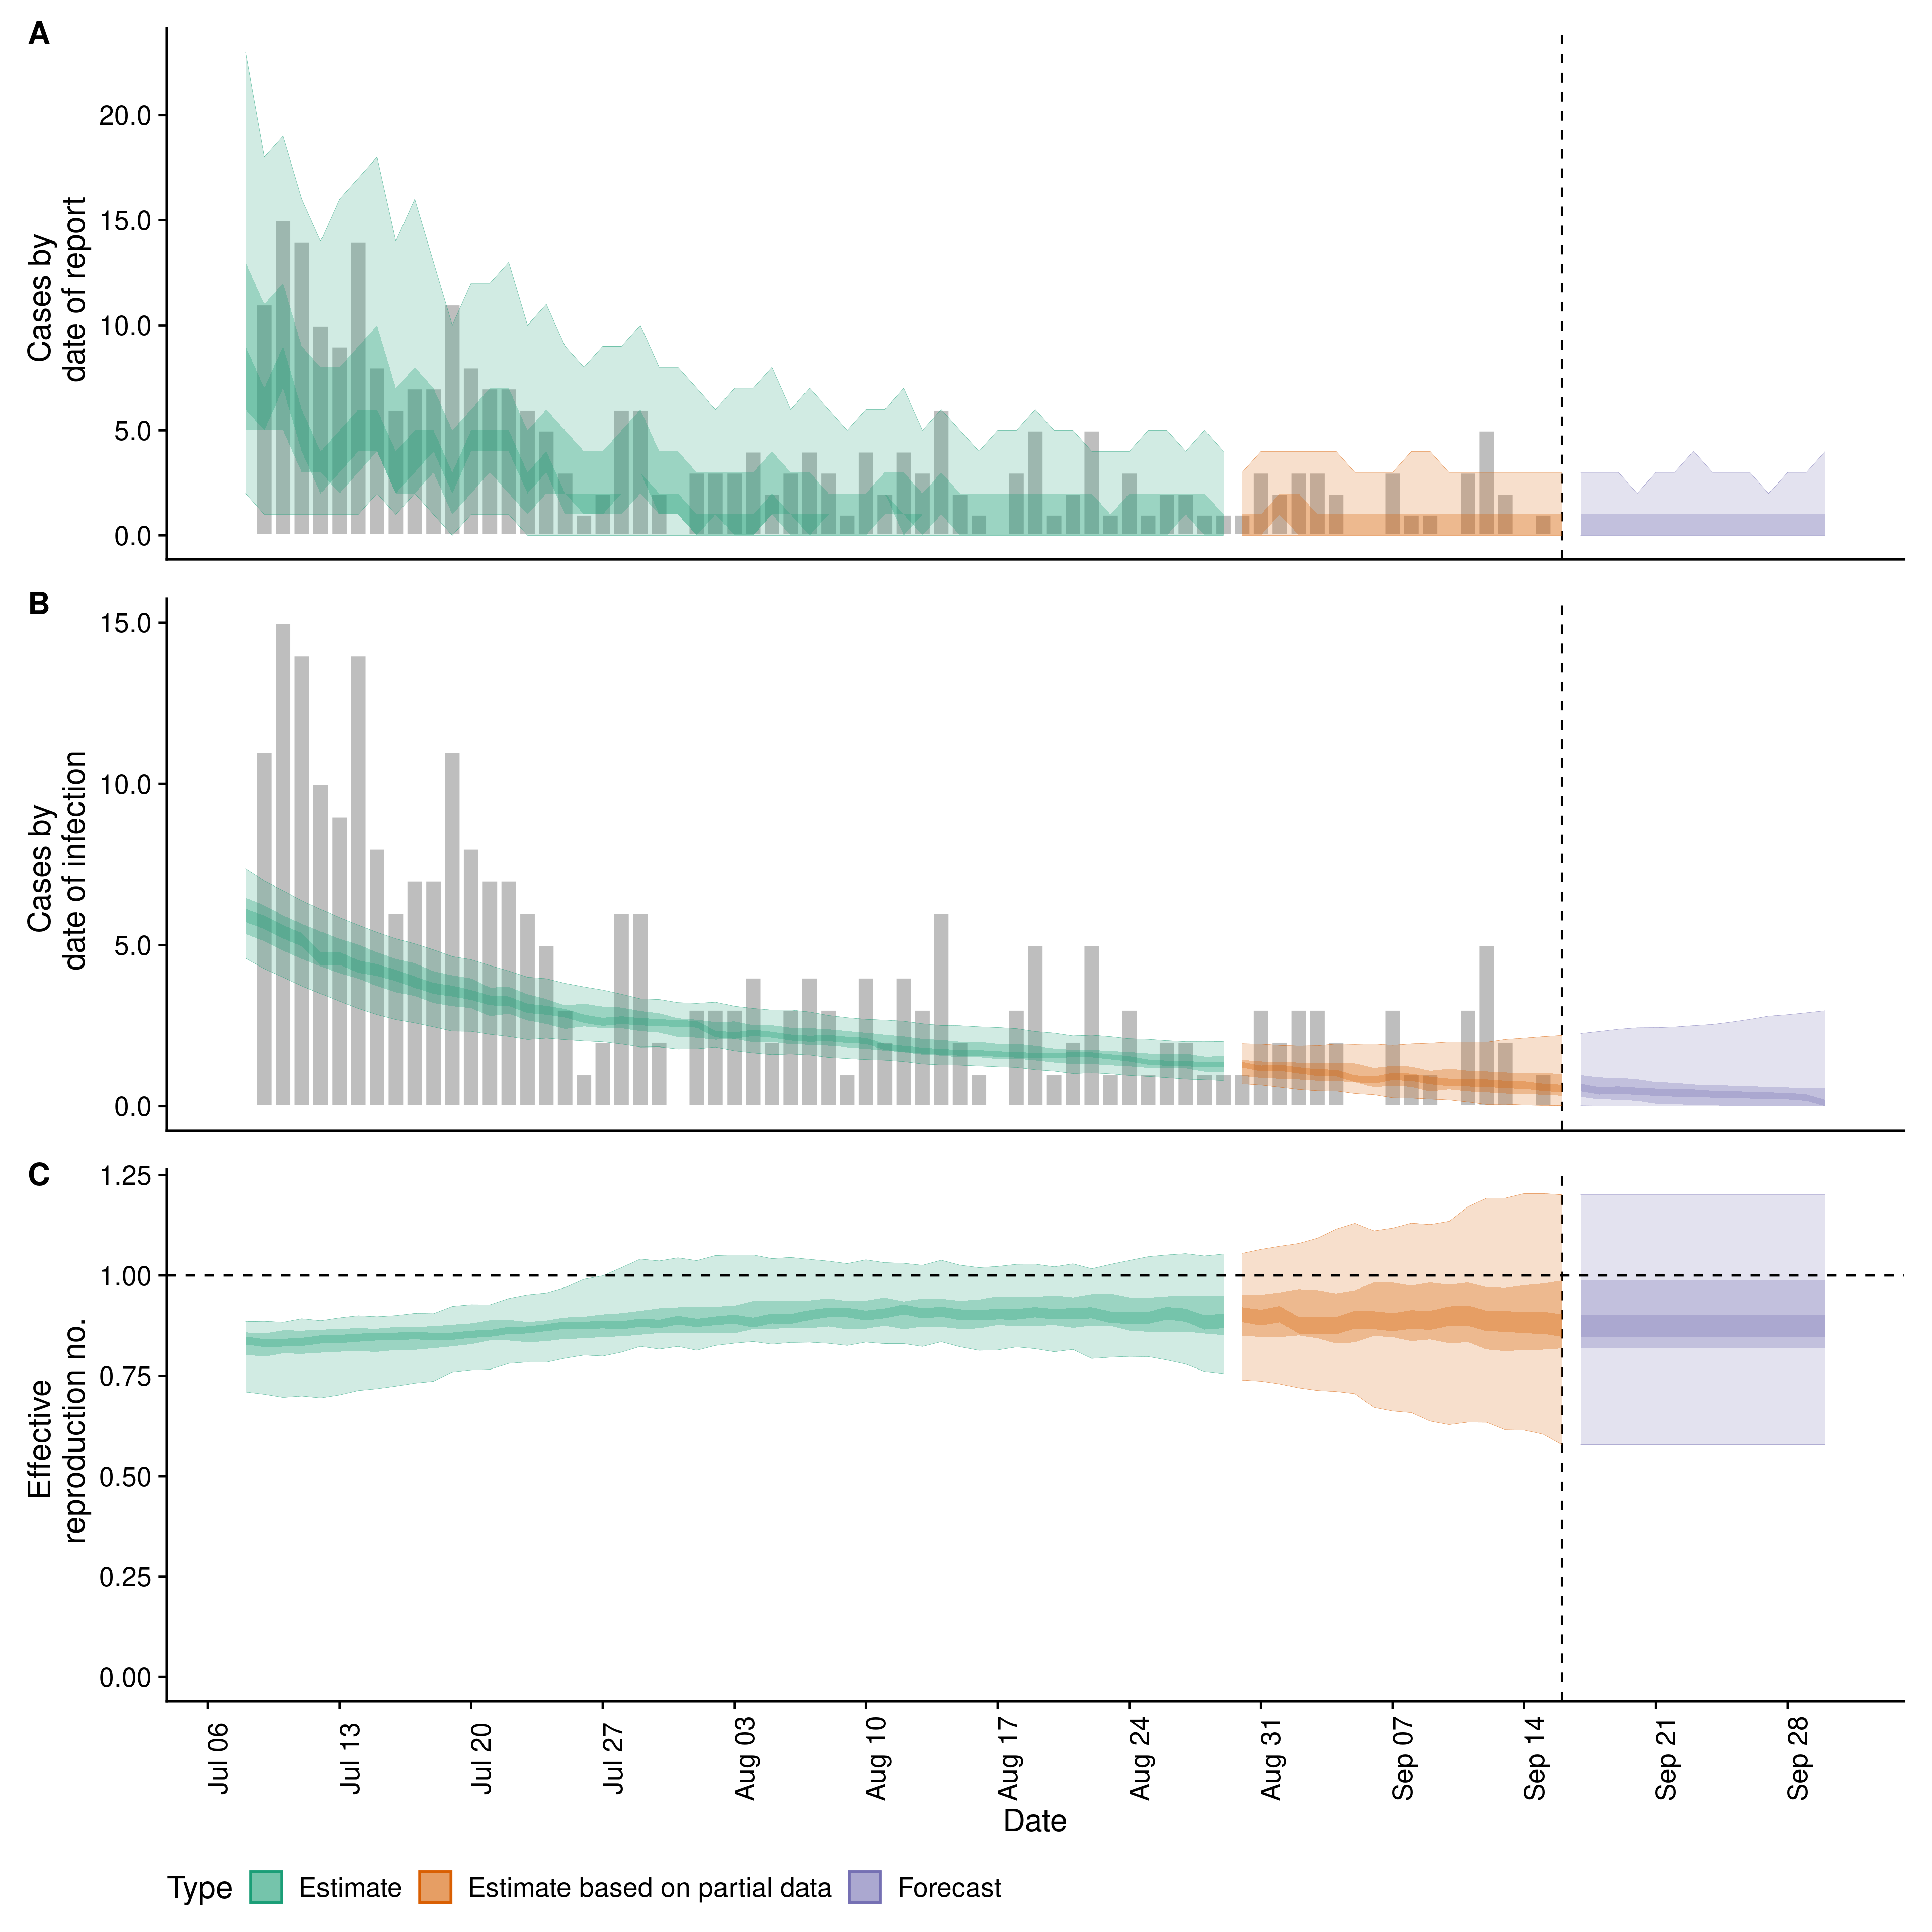 A
Cases by
date of report
20.0
15.0
10.0
5.0
0.0
B
Cases by
date of infection
15.0
10.0
5.0
0.0
C
Effective
reproduction no.
1.25
1.00
0.75
0.50
0.25
0.00
Jul 06
Jul 13
Jul 20
Jul 27
Aug 03
Aug 10
Aug 17
Aug 24
Aug 31
Sep 07
Sep 14
Sep 21
Sep 28
Date
Type Estimate Estimate based on partial data Forecast